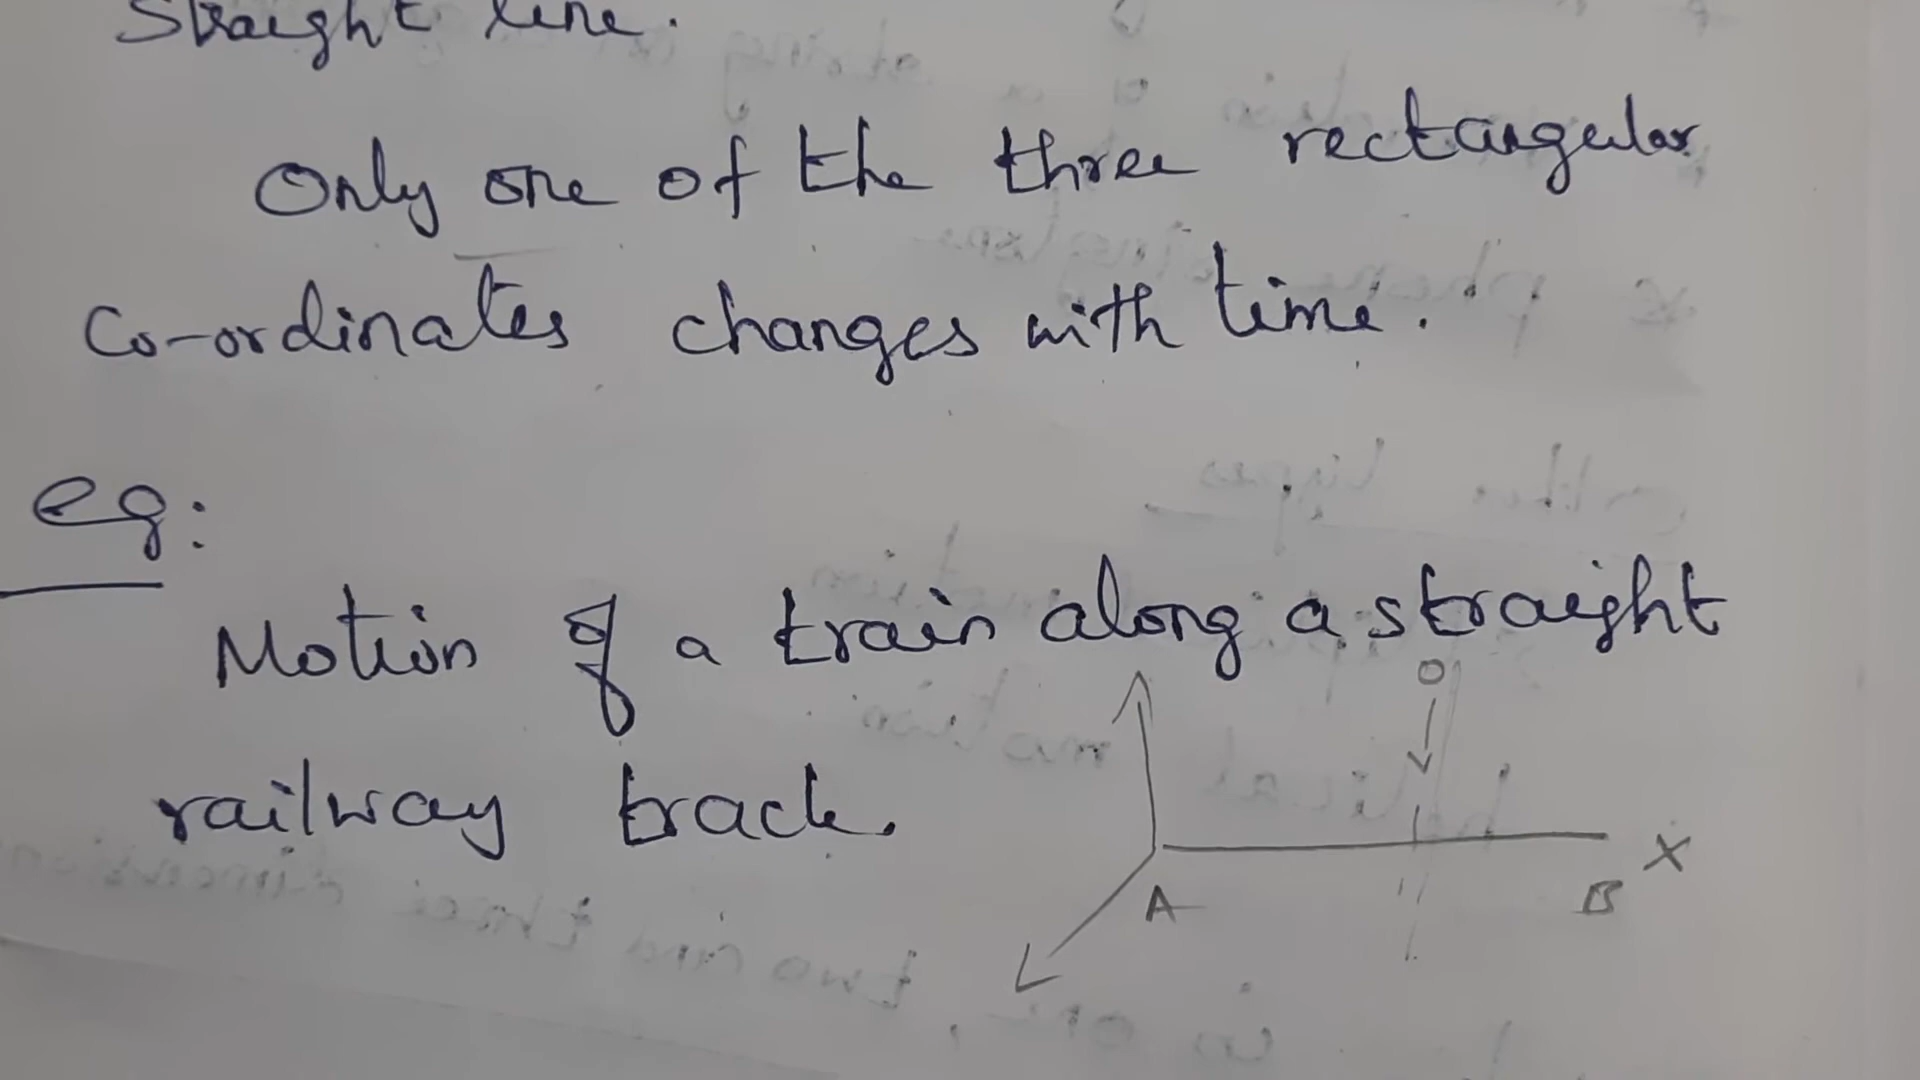 Straight line.
Only one of the three rectangular
Co-ordinates changes with time.
eg:
Motion of a train along a straight
railway track.
O
X
A
B